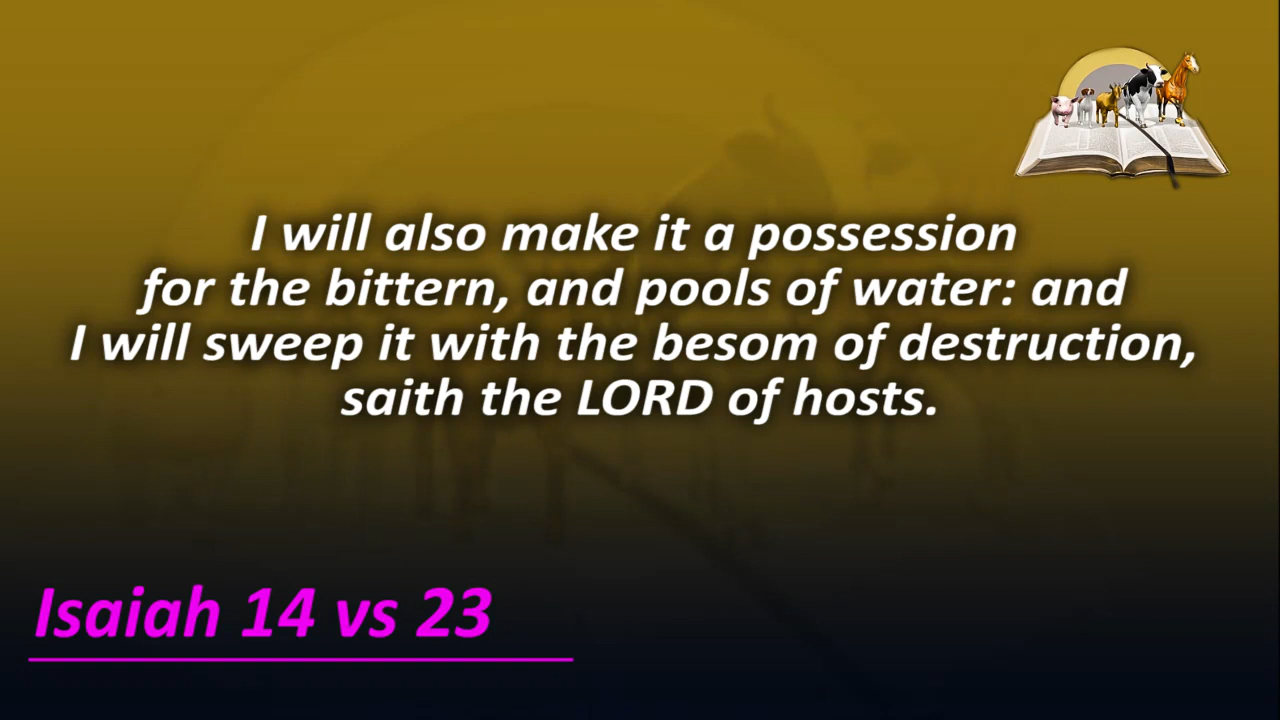 I will also make it a possession
for the bittern, and pools of water: and
I will sweep it with the besom of destruction,
saith the LORD of hosts.
Isaiah 14 vs 23